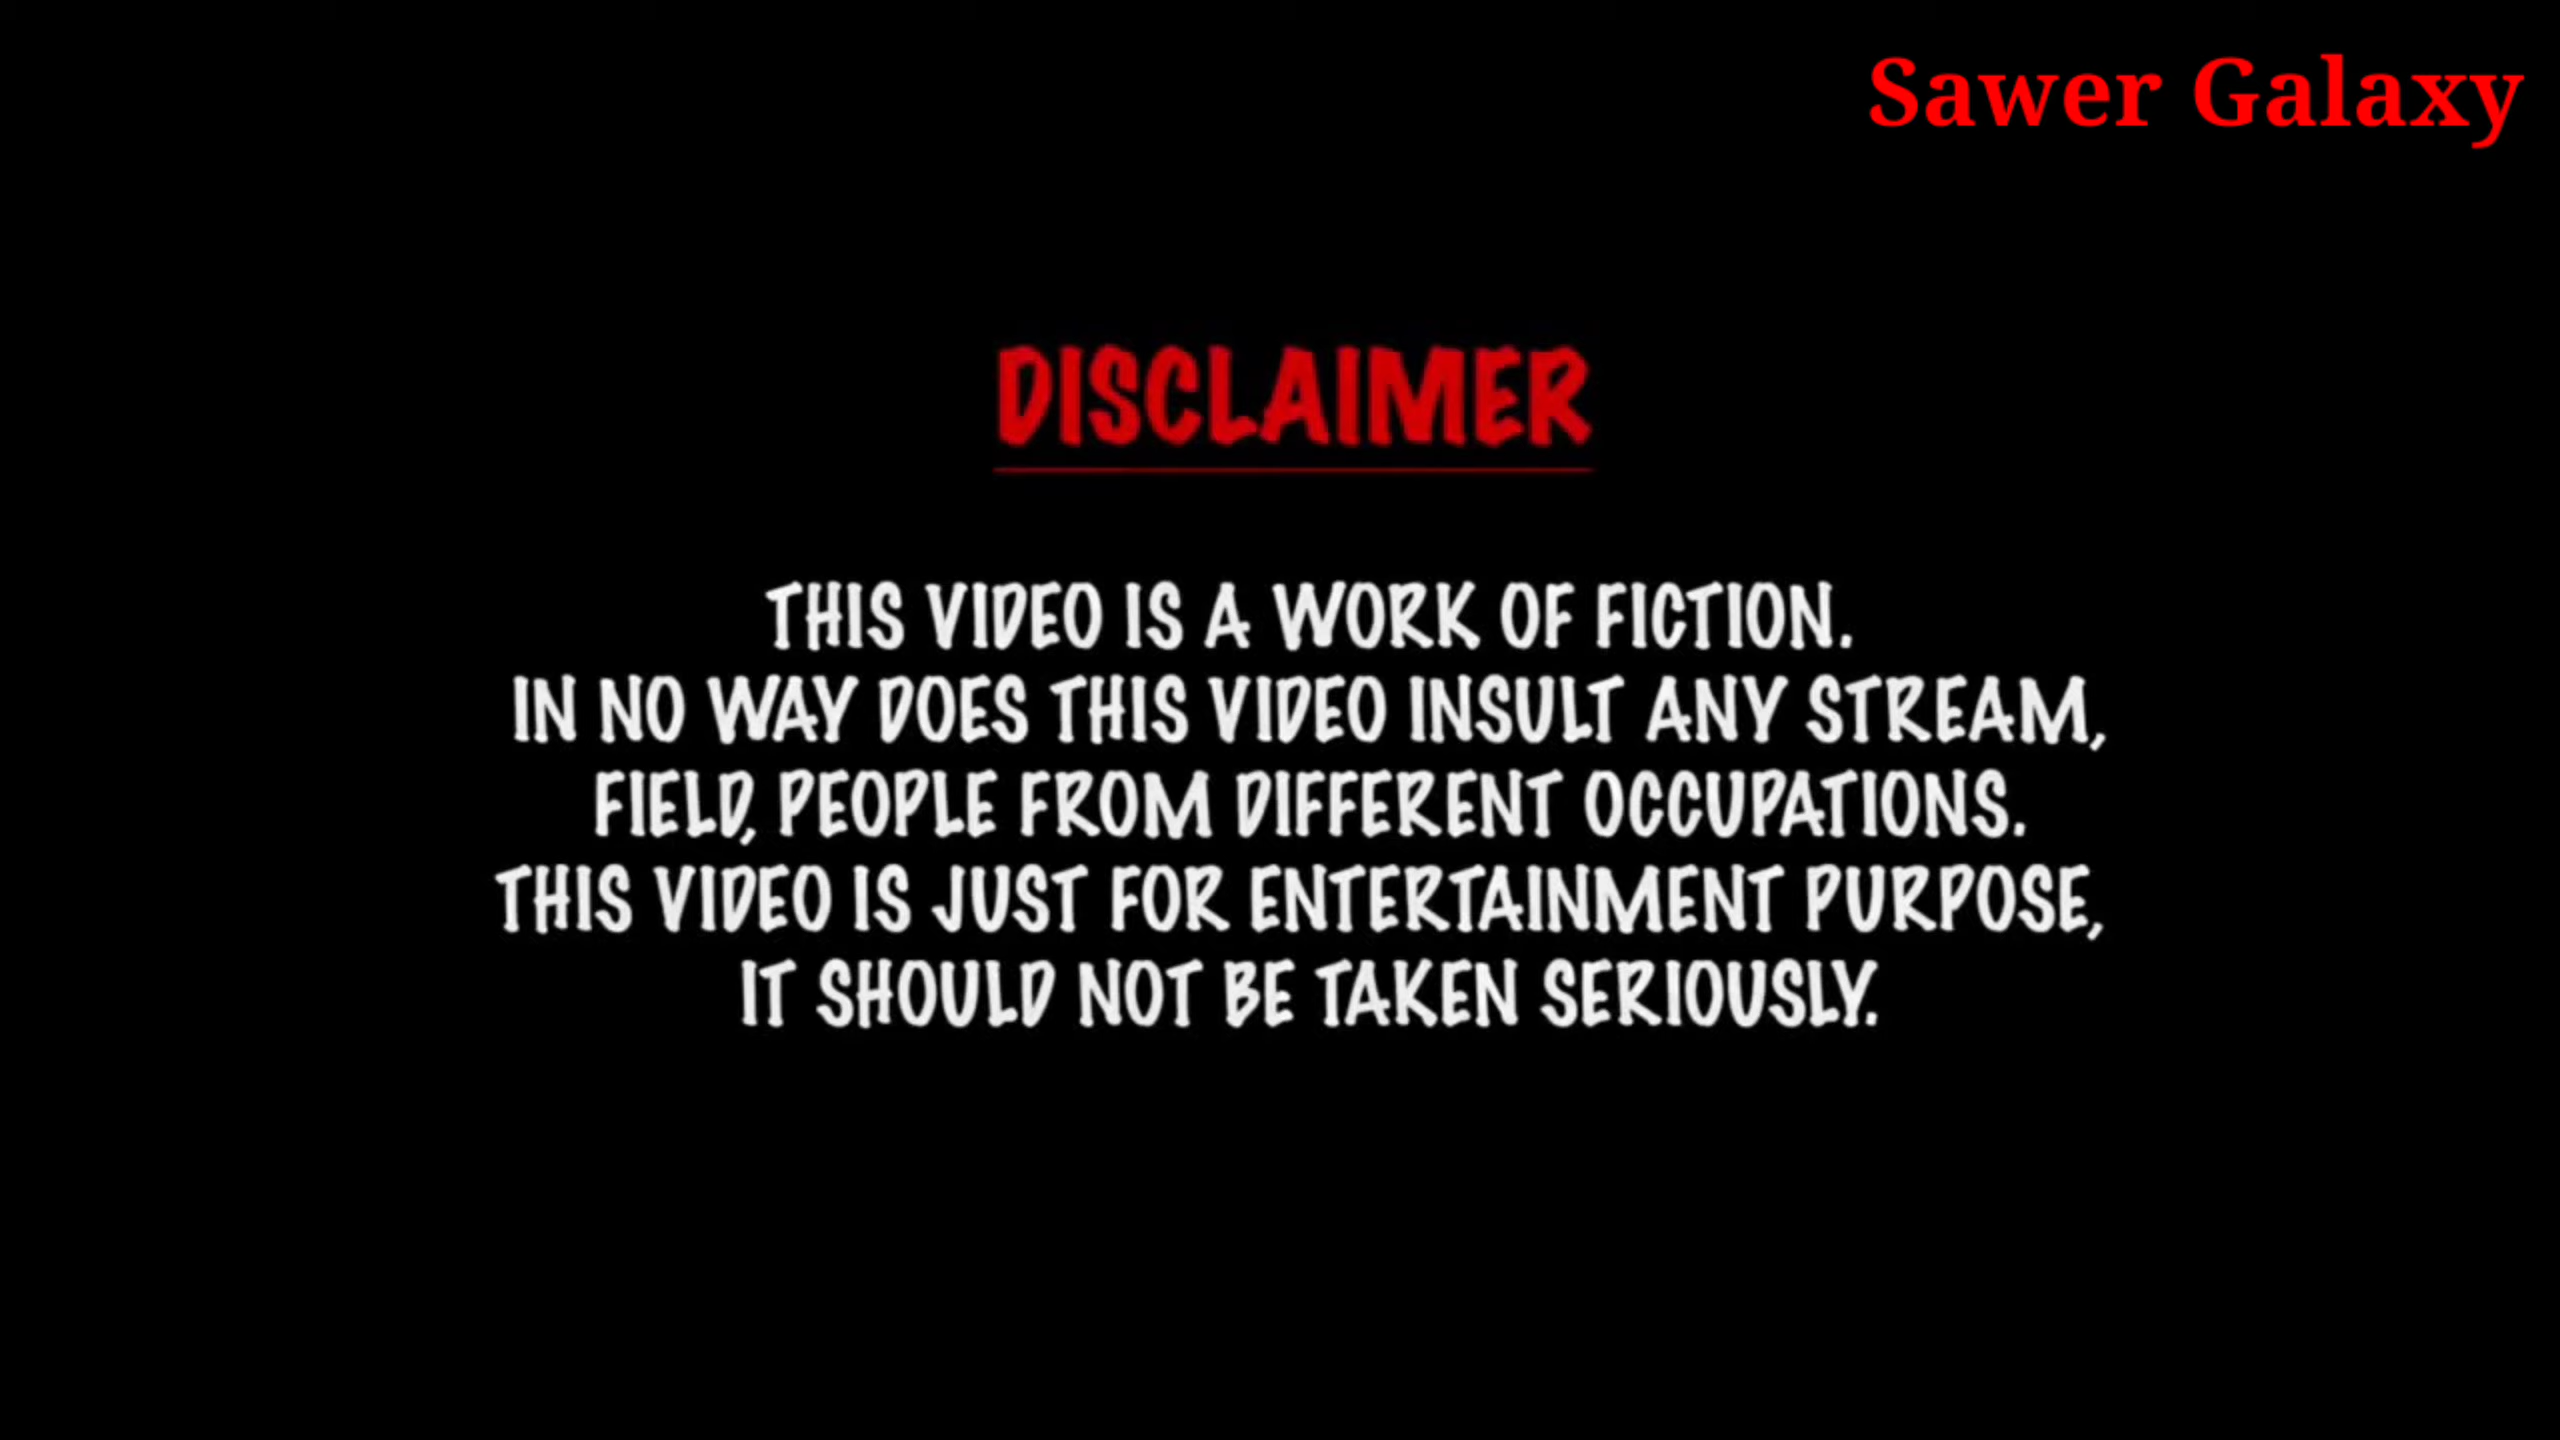 Sawer Galaxy
DISCLAIMER
THIS VIDEO IS A WORK OF FICTION.
IN NO WAY DOES THIS VIDEO INSULT ANY STREAM,
FIELD, PEOPLE FROM DIFFERENT OCCUPATIONS.
THIS VIDEO IS JUST FOR ENTERTAINMENT PURPOSE,
IT SHOULD NOT BE TAKEN SERIOUSLY.